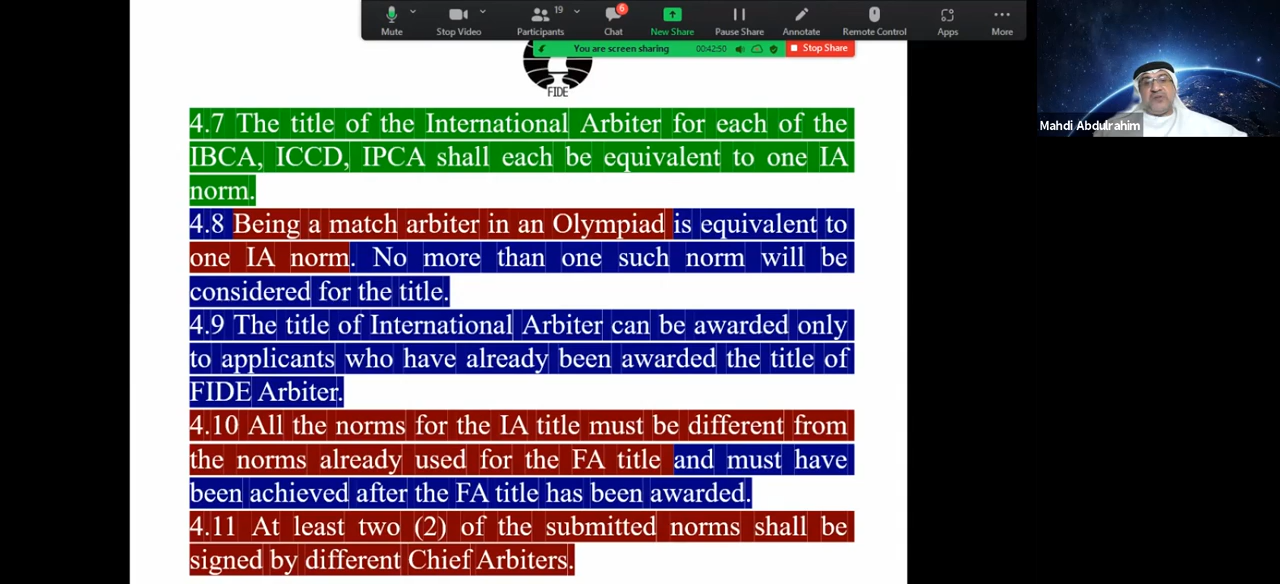 19
6
Mute
Stop Video
Participants
Chat
New Share
Pause Share
Annotate
Remote Control
Apps
More
You are screen sharing
00:42:50
Stop Share
FIDE
Mahdi Abdulrahim
4.7 The title of the International Arbiter for each of the
IBCA, ICCD, IPCA shall each be equivalent to one IA
norm.
4.8 Being a match arbiter in an Olympiad is equivalent to
one IA norm. No more than one such norm will be
considered for the title.
4.9 The title of International Arbiter can be awarded only
to applicants who have already been awarded the title of
FIDE Arbiter.
4.10 All the norms for the IA title must be different from
the norms already used for the FA title and must have
been achieved after the FA title has been awarded.
4.11 At least two (2) of the submitted norms shall be
signed by different Chief Arbiters.